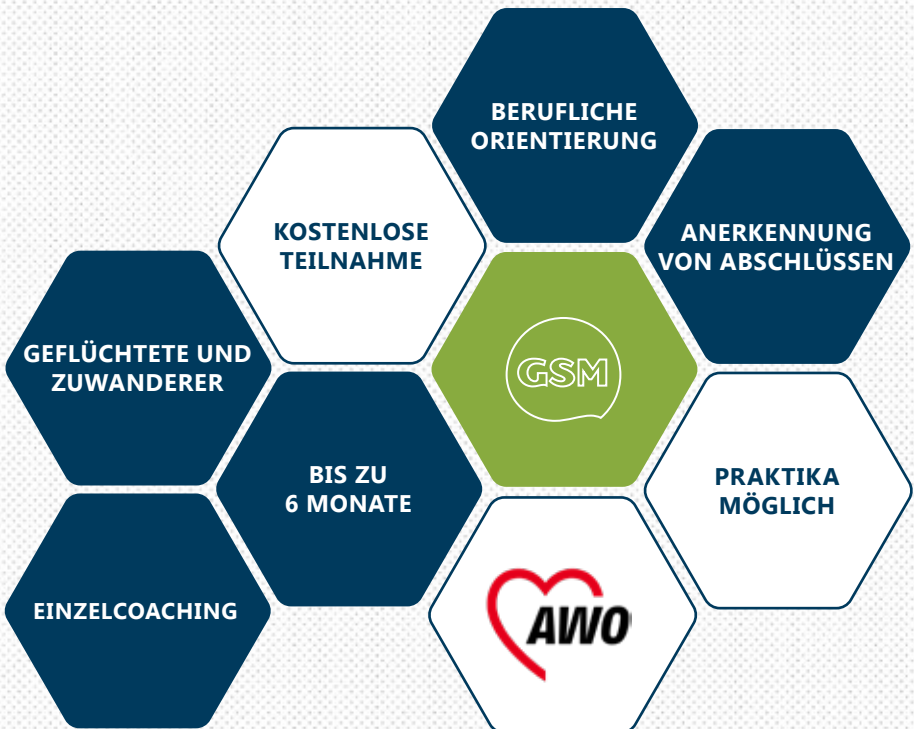 BERUFLICHE
ORIENTIERUNG
KOSTENLOSE
TEILNAHME
ANERKENNUNG
VON ABSCHLÜSSEN
GEFLÜCHTETE UND
ZUWANDERER
GSM
BIS ZU
6 MONATE
PRAKTIKA
MÖGLICH
EINZELCOACHING
AWO